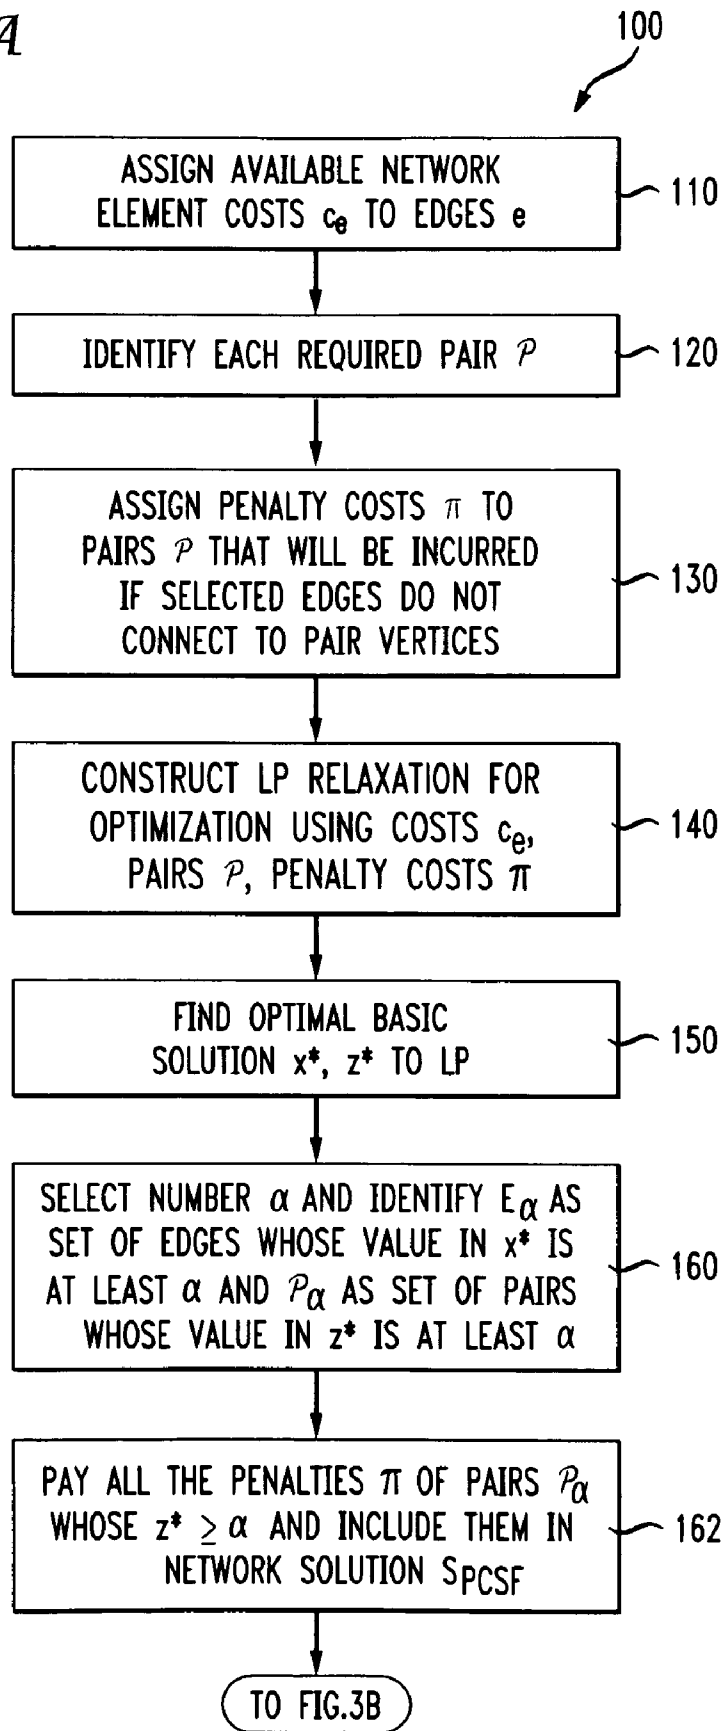 A
100
ASSIGN AVAILABLE NETWORK
ELEMENT COSTS cₑ TO EDGES e
110
IDENTIFY EACH REQUIRED PAIR 𝒫
120
ASSIGN PENALTY COSTS π TO
PAIRS 𝒫 THAT WILL BE INCURRED
IF SELECTED EDGES DO NOT
CONNECT TO PAIR VERTICES
130
CONSTRUCT LP RELAXATION FOR
OPTIMIZATION USING COSTS cₑ,
PAIRS 𝒫, PENALTY COSTS π
140
FIND OPTIMAL BASIC
SOLUTION x*, z* TO LP
150
SELECT NUMBER α AND IDENTIFY E_α AS
SET OF EDGES WHOSE VALUE IN x* IS
AT LEAST α AND 𝒫_α AS SET OF PAIRS
WHOSE VALUE IN z* IS AT LEAST α
160
PAY ALL THE PENALTIES π OF PAIRS 𝒫_α
WHOSE z* ≥ α AND INCLUDE THEM IN
NETWORK SOLUTION S_PCSF
162
TO FIG.3B